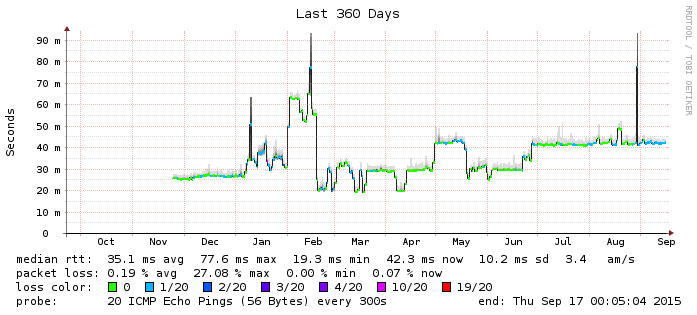 Last 360 Days
RRDTOOL / TOBI OETIKER
Seconds
90 m
80 m
70 m
60 m
50 m
40 m
30 m
20 m
10 m
0
Oct Nov Dec Jan Feb Mar Apr May Jun Jul Aug Sep
median rtt: 35.1 ms avg 77.6 ms max 19.3 ms min 42.3 ms now 10.2 ms sd 3.4 am/s
packet loss: 0.19 % avg 27.08 % max 0.00 % min 0.07 % now
loss color: 0 1/20 2/20 3/20 4/20 10/20 19/20
probe: 20 ICMP Echo Pings (56 Bytes) every 300s end: Thu Sep 17 00:05:04 2015